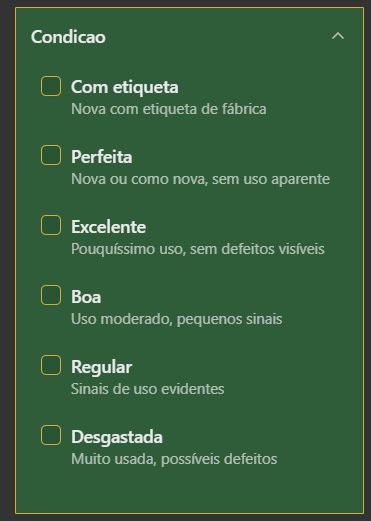 Condicao
Com etiqueta
Nova com etiqueta de fábrica
Perfeita
Nova ou como nova, sem uso aparente
Excelente
Pouquíssimo uso, sem defeitos visíveis
Boa
Uso moderado, pequenos sinais
Regular
Sinais de uso evidentes
Desgastada
Muito usada, possíveis defeitos